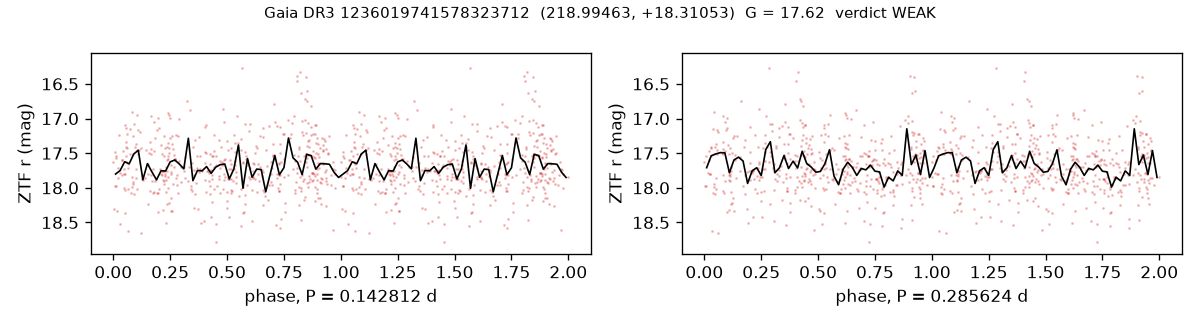 Gaia DR3 1236019741578323712 (218.99463, +18.31053) G = 17.62 verdict WEAK
ZTF r (mag)
16.5
17.0
17.5
18.0
18.5
0.00 0.25 0.50 0.75 1.00 1.25 1.50 1.75 2.00
phase, P = 0.142812 d
ZTF r (mag)
16.5
17.0
17.5
18.0
18.5
0.00 0.25 0.50 0.75 1.00 1.25 1.50 1.75 2.00
phase, P = 0.285624 d